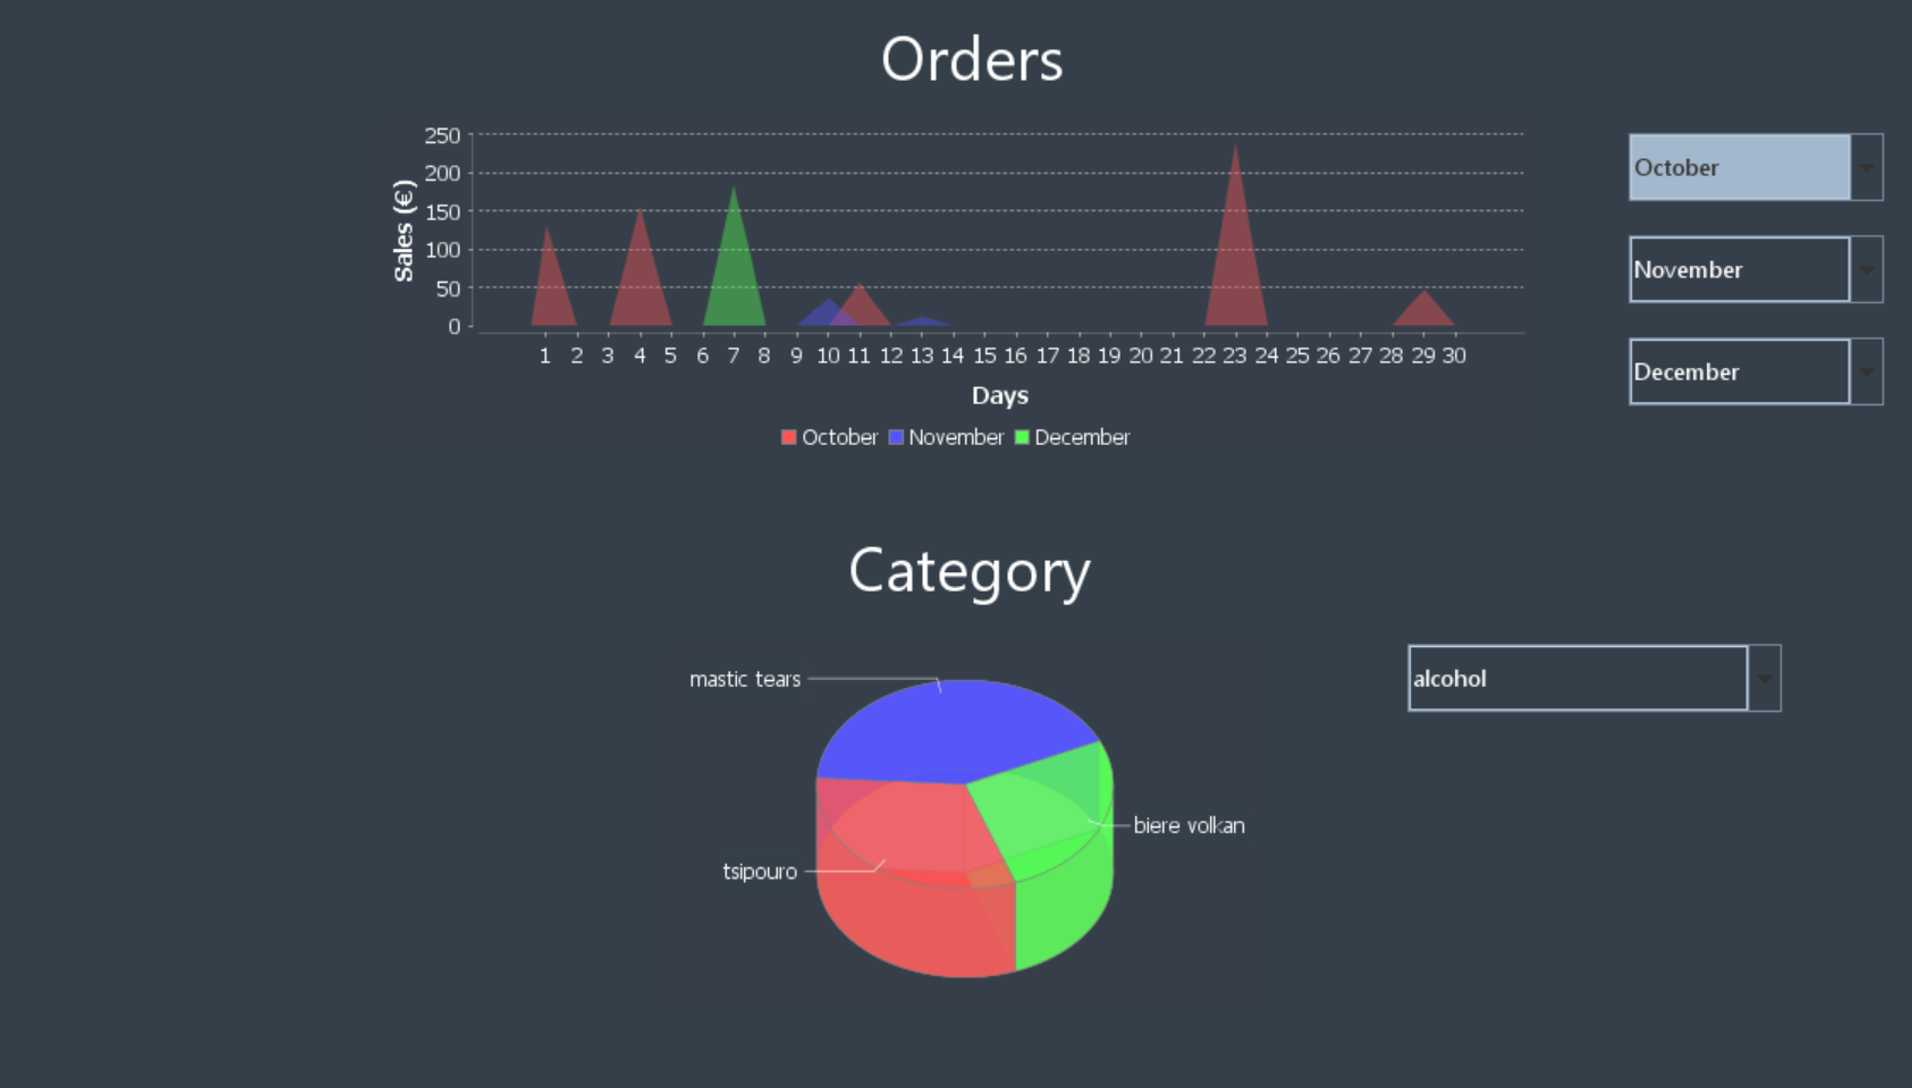 Orders
250
200
150
100
50
0
Sales (€)
1 2 3 4 5 6 7 8 9 10 11 12 13 14 15 16 17 18 19 20 21 22 23 24 25 26 27 28 29 30
Days
October November December
October
November
December
Category
mastic tears
biere volkan
tsipouro
alcohol